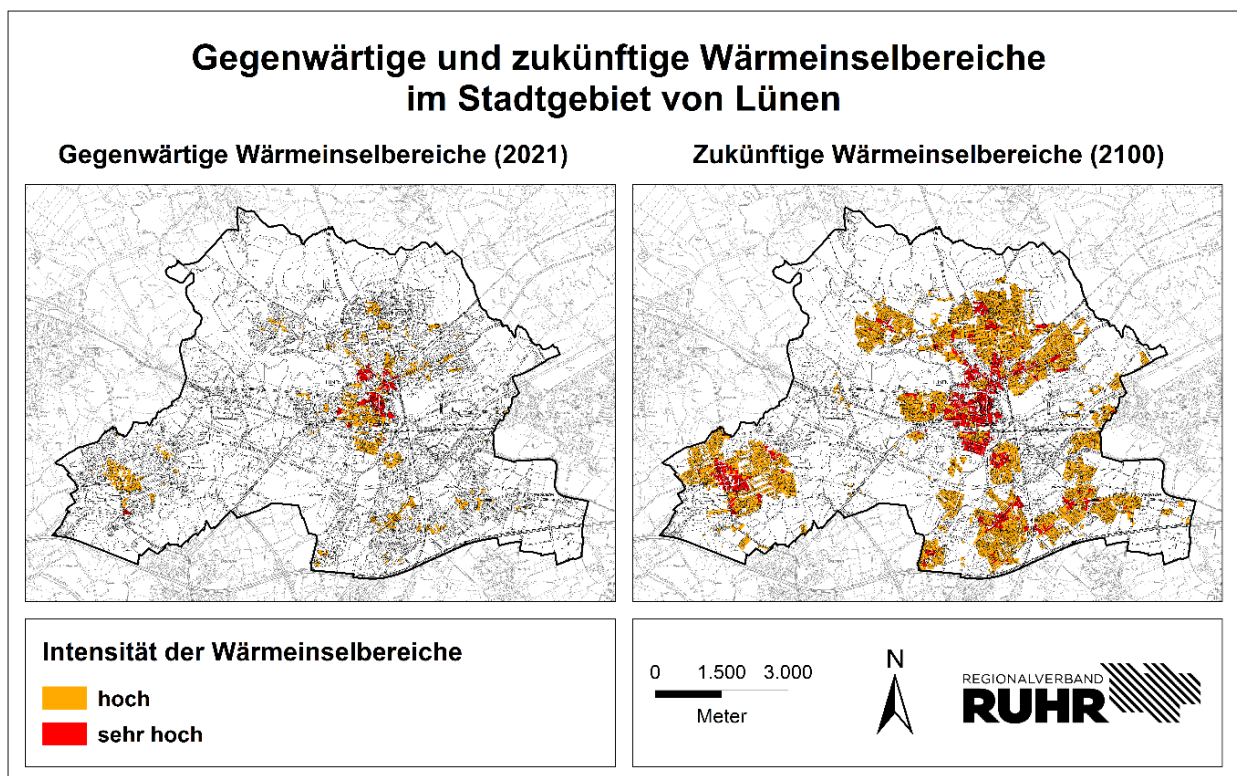 Gegenwärtige und zukünftige Wärmeinselbereiche
im Stadtgebiet von Lünen
Gegenwärtige Wärmeinselbereiche (2021)
Zukünftige Wärmeinselbereiche (2100)
Intensität der Wärmeinselbereiche
hoch
sehr hoch
0 1.500 3.000
Meter
N
REGIONALVERBAND
RUHR